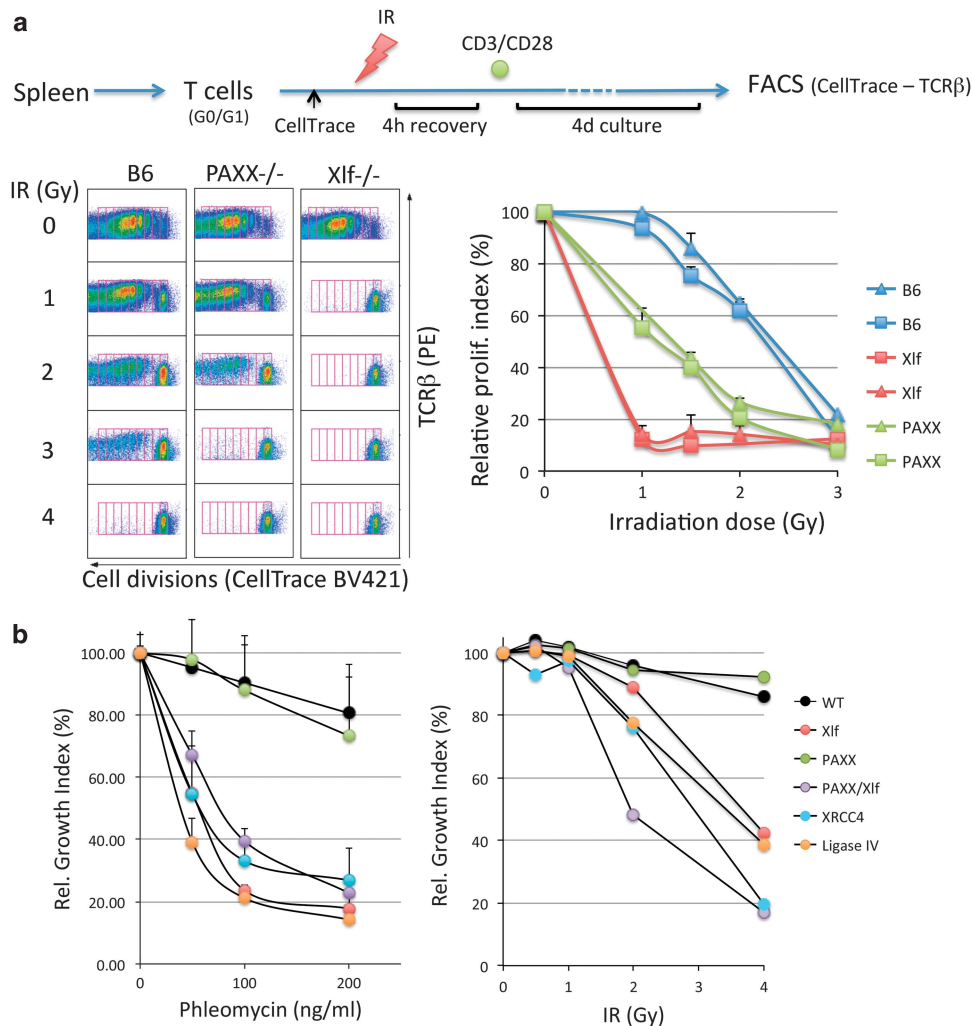 a
IR
CD3/CD28
Spleen
T cells
(G0/G1)
FACS (CellTrace – TCRβ)
CellTrace
4h recovery
4d culture
IR (Gy)
B6
PAXX-/-
Xlf-/-
0
1
2
3
4
TCRβ (PE)
Cell divisions (CellTrace BV421)
Relative prolif. index (%)
100
80
60
40
20
0
0
1
2
3
Irradiation dose (Gy)
B6
B6
Xlf
Xlf
PAXX
PAXX
b
Rel. Growth Index (%)
100.00
80.00
60.00
40.00
20.00
0.00
0
100
200
Phleomycin (ng/ml)
Rel. Growth Index (%)
100
80
60
40
20
0
0
1
2
3
4
IR (Gy)
WT
Xlf
PAXX
PAXX/Xlf
XRCC4
Ligase IV